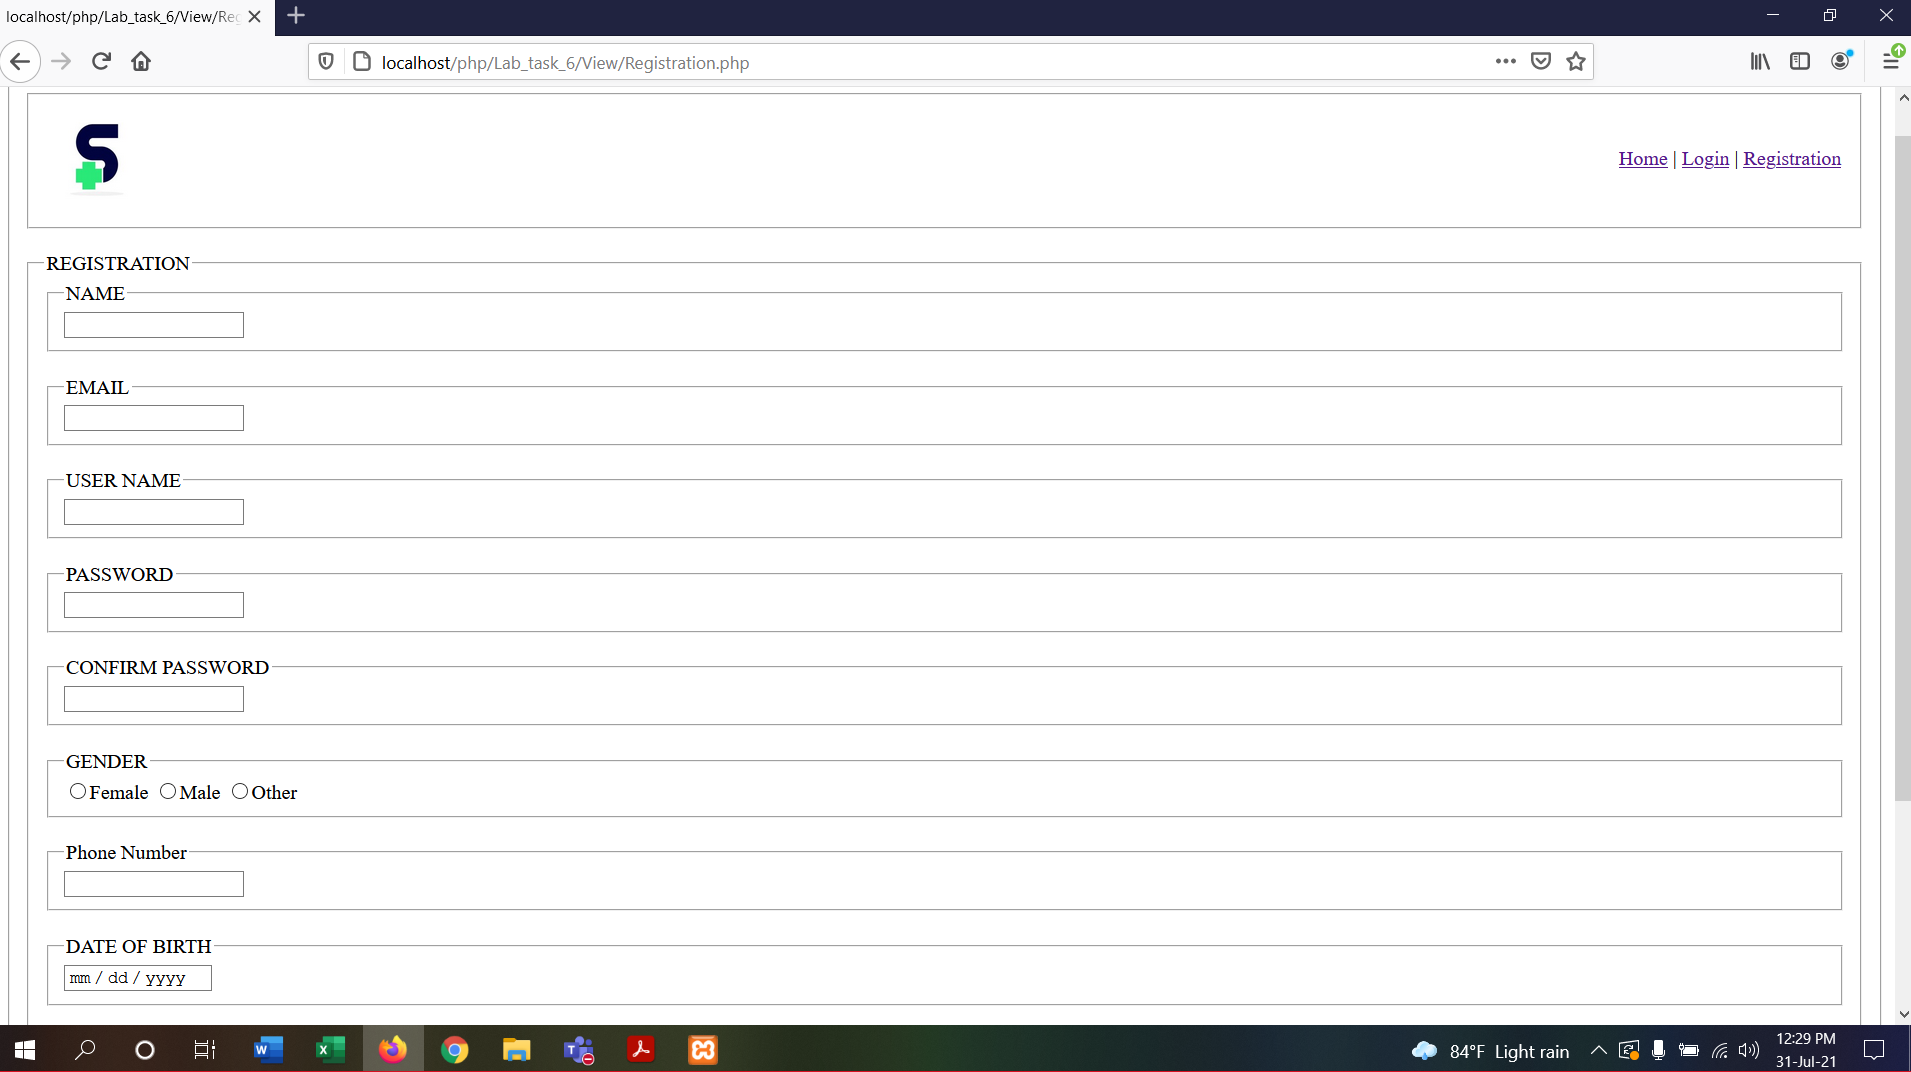 localhost/php/Lab_task_6/View/Reg
localhost/php/Lab_task_6/View/Registration.php
S
Home | Login | Registration
REGISTRATION
NAME
EMAIL
USER NAME
PASSWORD
CONFIRM PASSWORD
GENDER
Female Male Other
Phone Number
DATE OF BIRTH
mm / dd / yyyy
84°F Light rain
12:29 PM
31-Jul-21